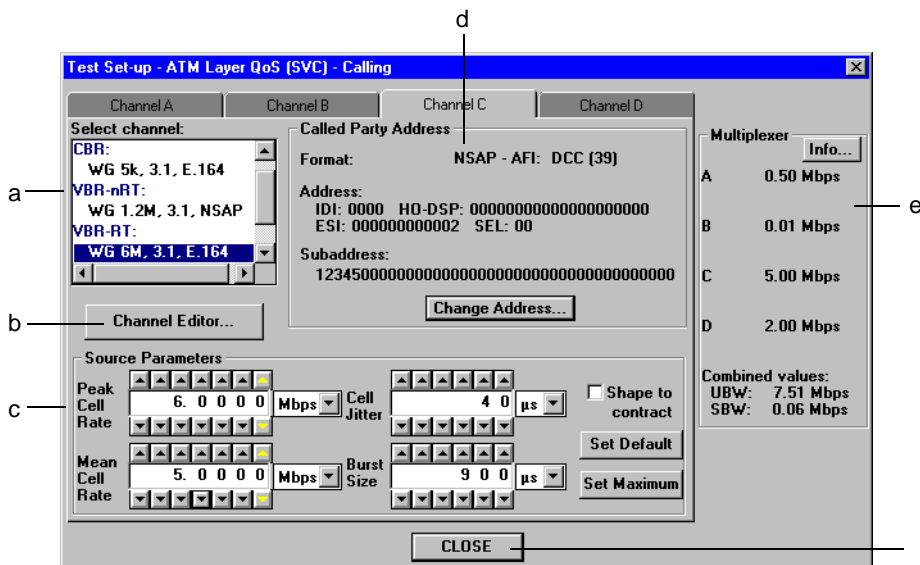 d
Test Set-up - ATM Layer QoS (SVC) - Calling
Channel A
Channel B
Channel C
Channel D
Select channel:
CBR:
WG 5k, 3.1, E.164
VBR-nRT:
WG 1.2M, 3.1, NSAP
VBR-RT:
WG 6M, 3.1, E.164
a
Called Party Address
Format: NSAP - AFI: DCC (39)
Address:
IDI: 0000 HO-DSP: 00000000000000000000
ESI: 000000000002 SEL: 00
Subaddress:
1234500000000000000000000000000000000000
Change Address...
Multiplexer
Info...
A 0.50 Mbps
e
B 0.01 Mbps
C 5.00 Mbps
D 2.00 Mbps
Combined values:
UBW: 7.51 Mbps
SBW: 0.06 Mbps
b
Channel Editor...
Source Parameters
c
Peak Cell Rate
6. 0 0 0 0 Mbps
Cell Jitter
4 0 µs
Shape to contract
Set Default
Mean Cell Rate
5. 0 0 0 0 Mbps
Burst Size
9 0 0 µs
Set Maximum
CLOSE